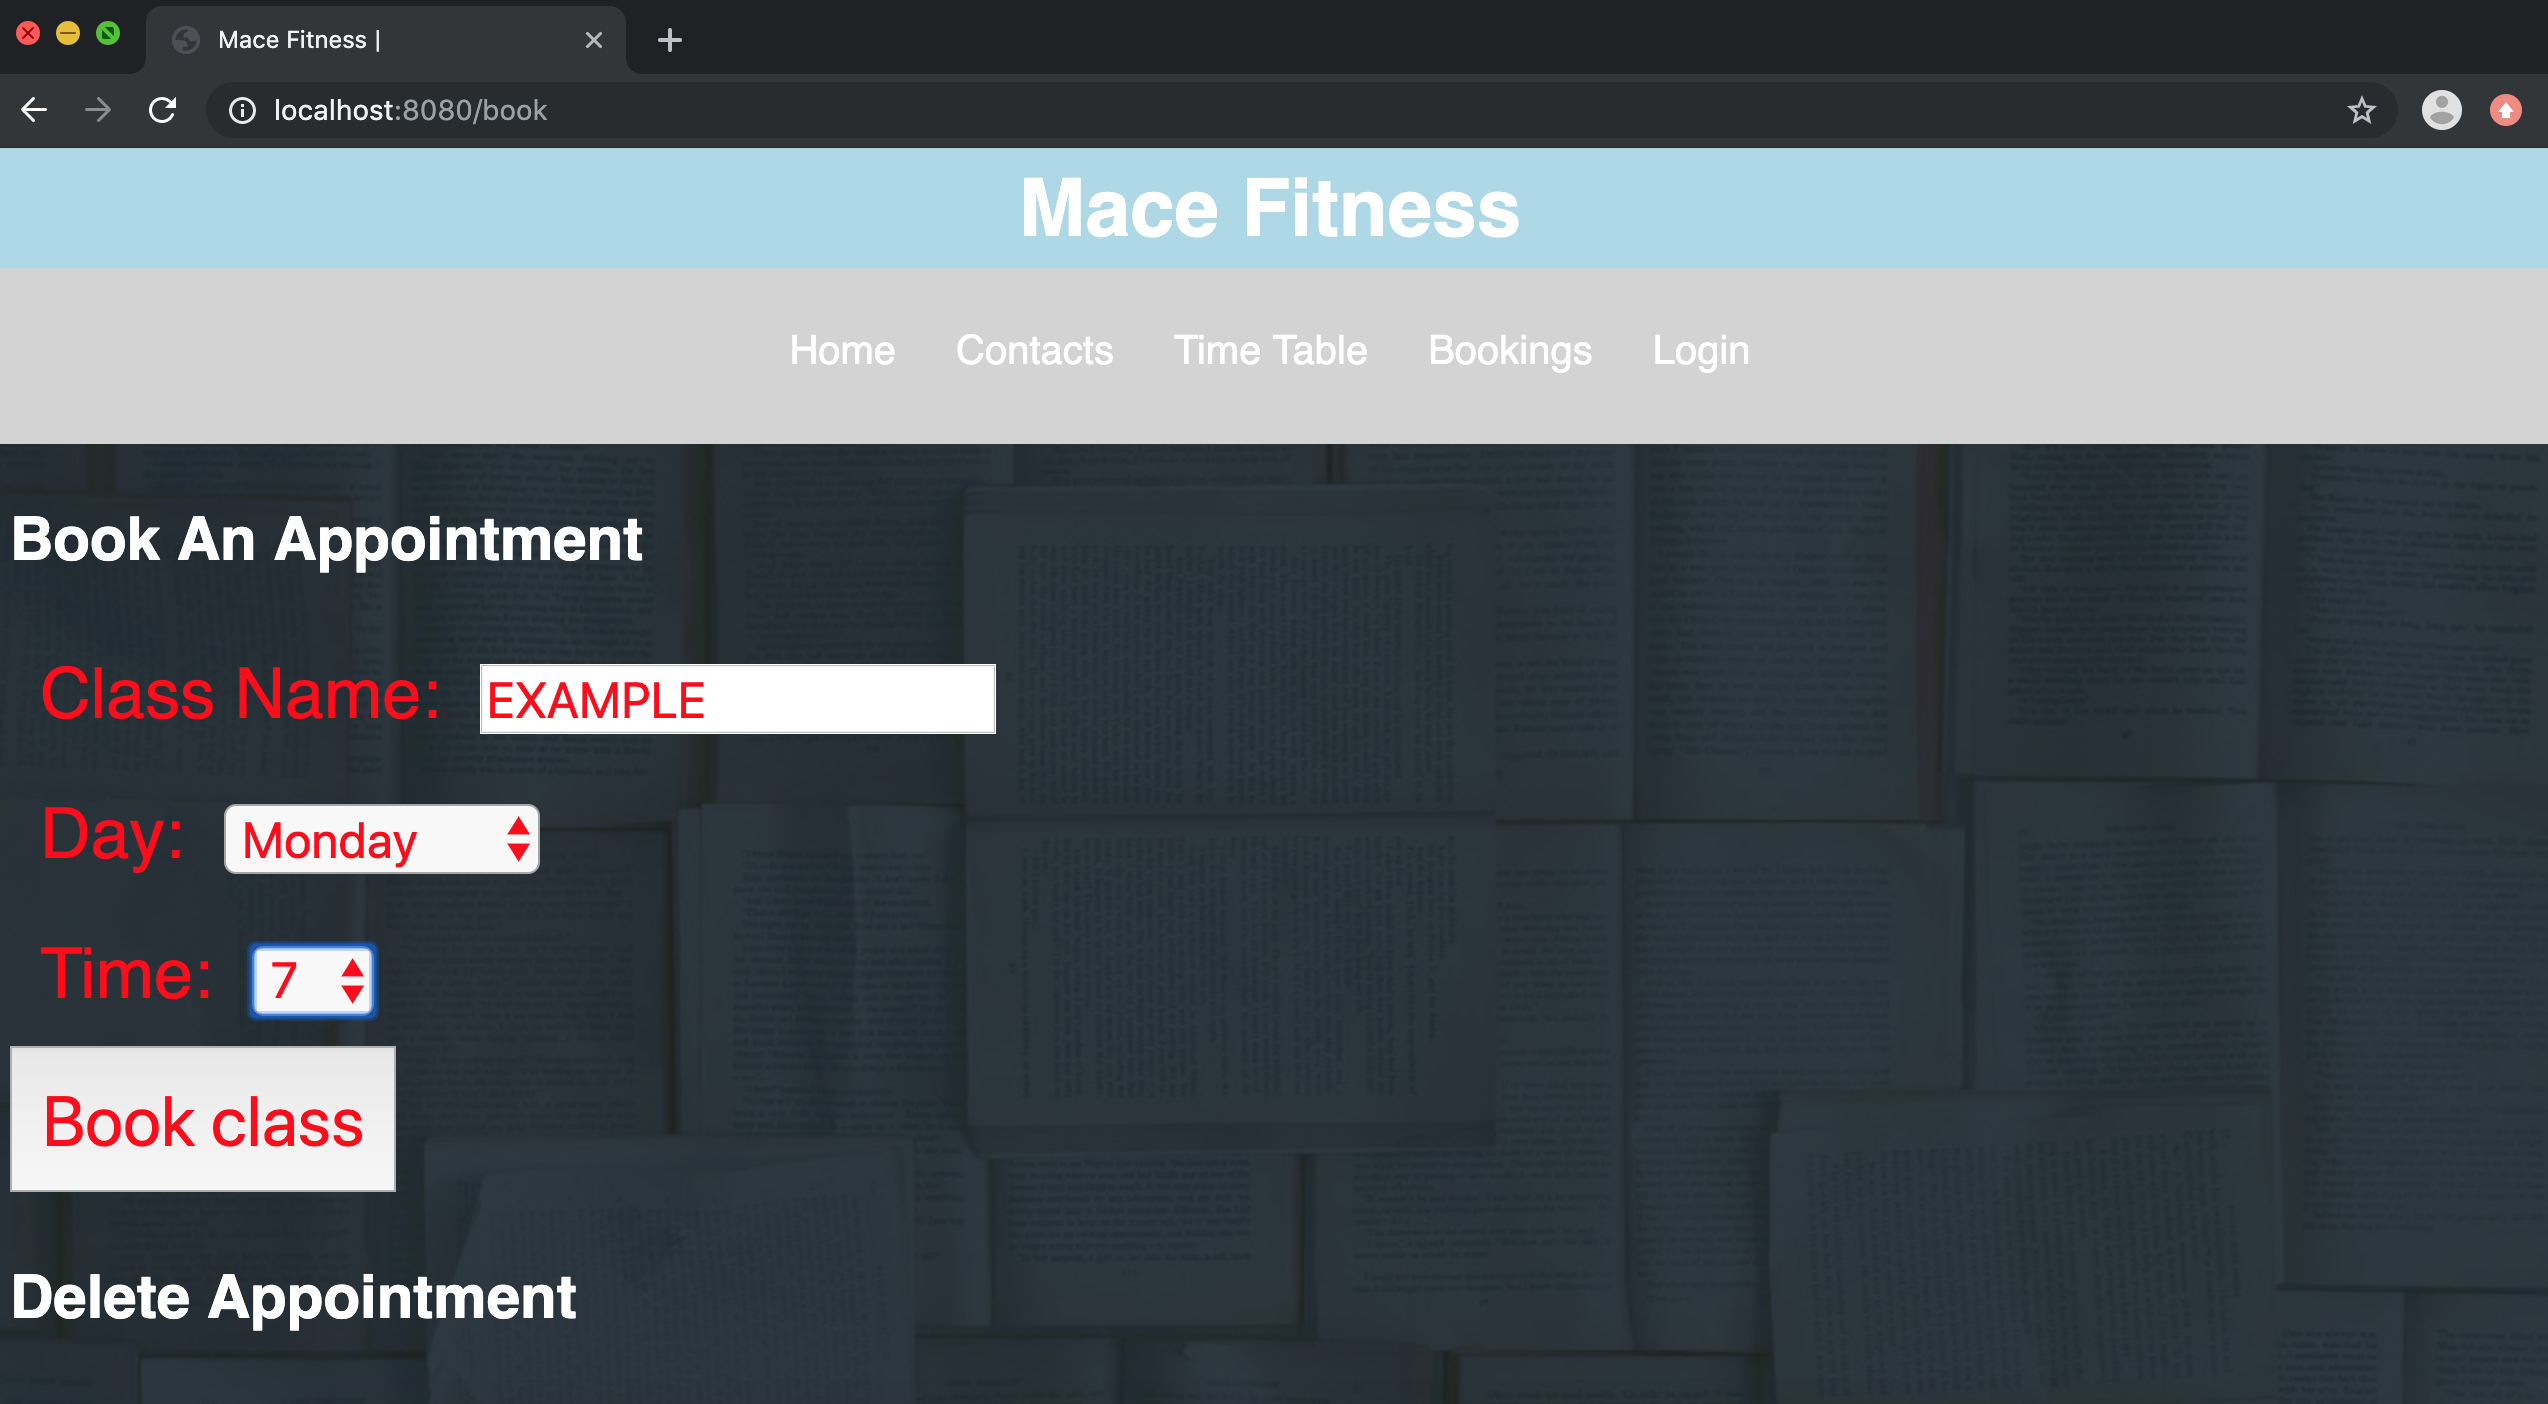 Mace Fitness |
localhost:8080/book
Mace Fitness
Home Contacts Time Table Bookings Login
Book An Appointment
Class Name: EXAMPLE
Day: Monday
Time: 7
Book class
Delete Appointment